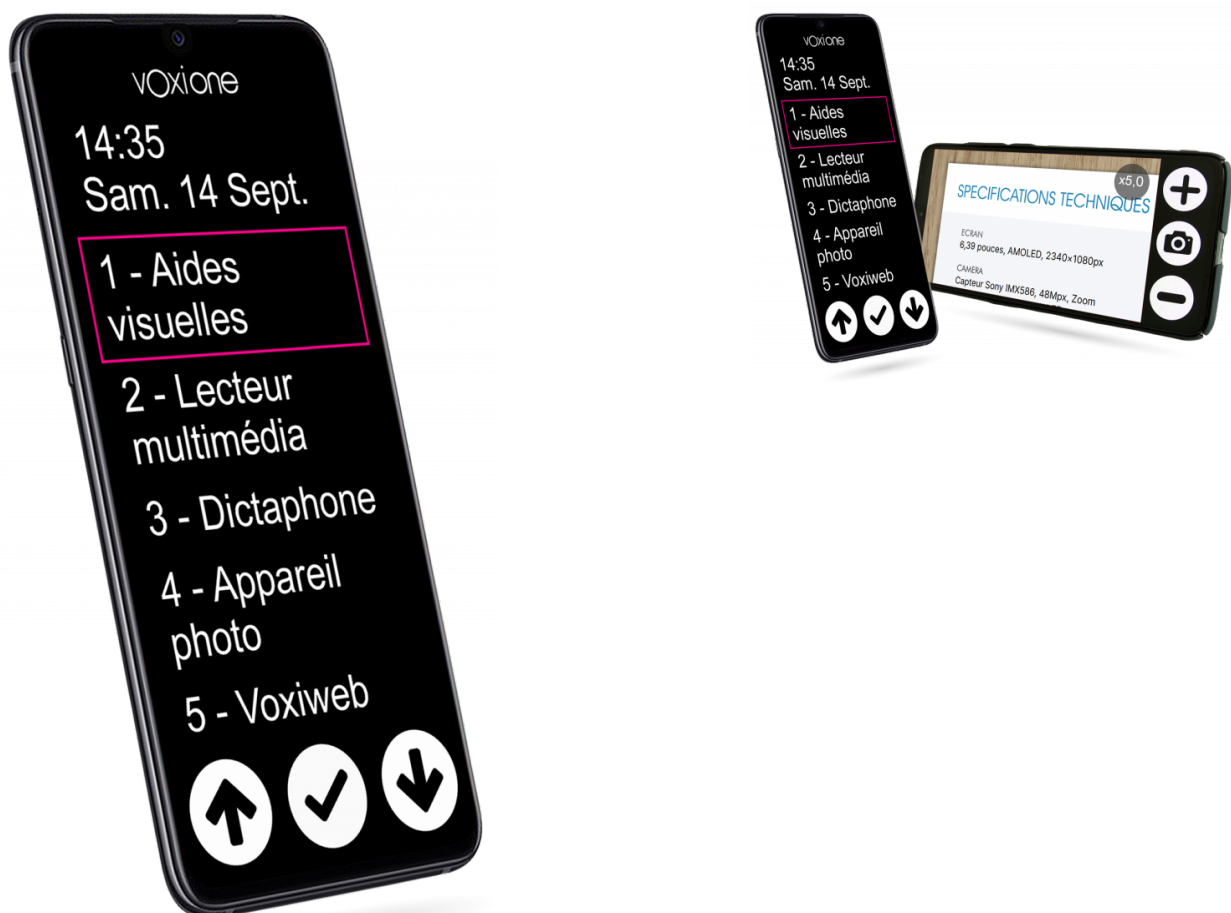 vOxione
14:35
Sam. 14 Sept.
1 - Aides
visuelles
2 - Lecteur
multimédia
3 - Dictaphone
4 - Appareil
photo
5 - Voxiweb
vOxione
14:35
Sam. 14 Sept.
1 - Aides
visuelles
2 - Lecteur
multimédia
3 - Dictaphone
4 - Appareil
photo
5 - Voxiweb
x5,0
SPECIFICATIONS TECHNIQUES
ECRAN
6,39 pouces, AMOLED, 2340×1080px
CAMERA
Capteur Sony IMX586, 48Mpx, Zoom